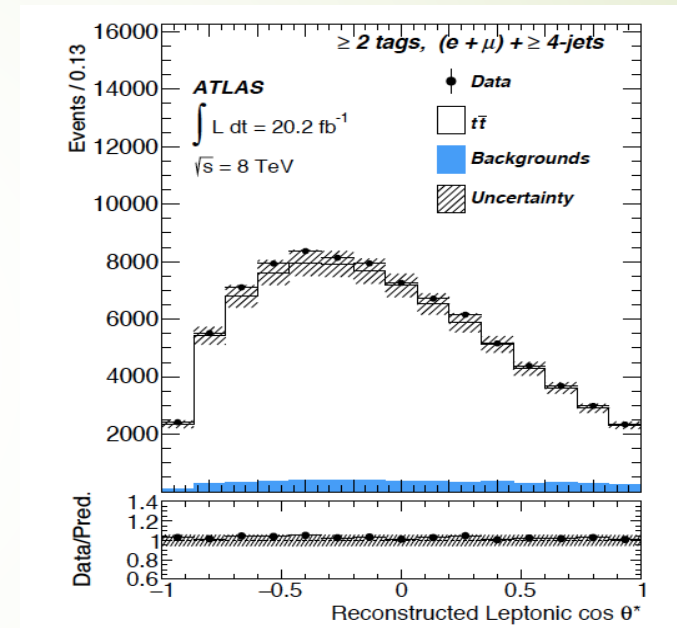 Events / 0.13
16000
14000
12000
10000
8000
6000
4000
2000
≥ 2 tags, (e + μ) + ≥ 4-jets
ATLAS
∫ L dt = 20.2 fb⁻¹
√s = 8 TeV
Data
tt̄
Backgrounds
Uncertainty
Data/Pred.
1.4
1.2
1
0.8
0.6
−1 −0.5 0 0.5 1
Reconstructed Leptonic cos θ*